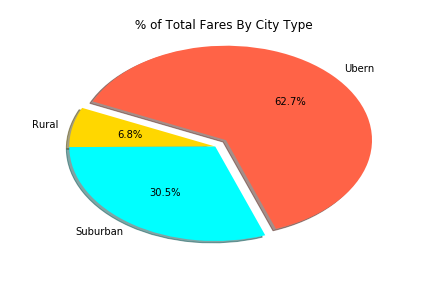 % of Total Fares By City Type
Ubern
62.7%
Rural
6.8%
30.5%
Suburban